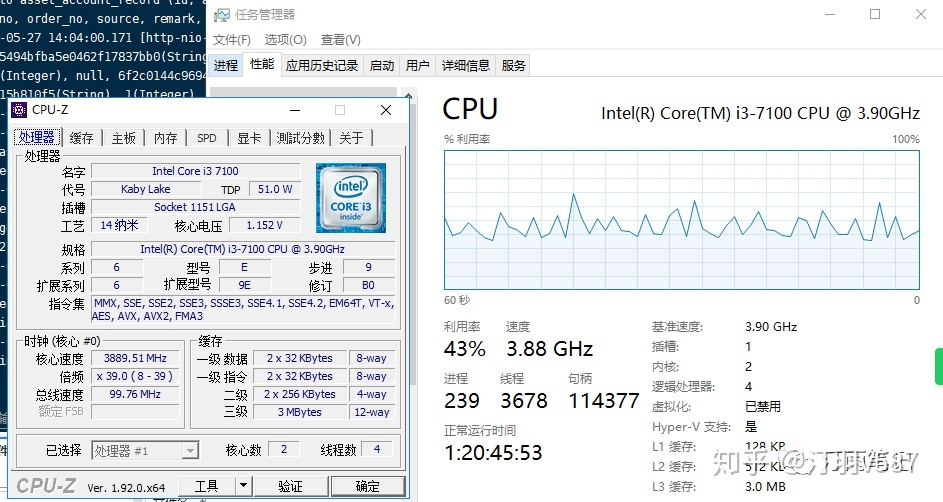 to asset_account_record (id,
no, order_no, source, remark,
-05-27 14:04:00.171 [http-nio-
5494bfba5e0462f17837bb0(String
(Integer), null, 6f2c0144c9694
15b810f5(String), 1(Integer),
任务管理器
文件(F) 选项(O) 查看(V)
进程 性能 应用历史记录 启动 用户 详细信息 服务
CPU Intel(R) Core(TM) i3-7100 CPU @ 3.90GHz
% 利用率 100%
60 秒 0
利用率 速度
43% 3.88 GHz
进程 线程 句柄
239 3678 114377
正常运行时间
1:20:45:53
基准速度: 3.90 GHz
插槽: 1
内核: 2
逻辑处理器: 4
虚拟化: 已禁用
Hyper-V 支持: 是
L1 缓存: 128 KB
L2 缓存: 512 KB
L3 缓存: 3.0 MB
CPU-Z
处理器 缓存 主板 内存 SPD 显卡 測試分數 关于
处理器
名字 Intel Core i3 7100
代号 Kaby Lake TDP 51.0 W
插槽 Socket 1151 LGA
工艺 14 纳米 核心电压 1.152 V
intel
CORE i3
inside
规格 Intel(R) Core(TM) i3-7100 CPU @ 3.90GHz
系列 6 型号 E 步进 9
扩展系列 6 扩展型号 9E 修订 B0
指令集 MMX, SSE, SSE2, SSE3, SSSE3, SSE4.1, SSE4.2, EM64T, VT-x,
AES, AVX, AVX2, FMA3
时钟 (核心 #0)
核心速度 3889.51 MHz
倍频 x 39.0 ( 8 - 39 )
总线速度 99.76 MHz
额定 FSB
缓存
一级 数据 2 x 32 KBytes 8-way
一级 指令 2 x 32 KBytes 8-way
二级 2 x 256 KBytes 4-way
三级 3 MBytes 12-way
已选择 处理器 #1 核心数 2 线程数 4
CPU-Z Ver. 1.92.0.x64 工具 验证 确定
知乎